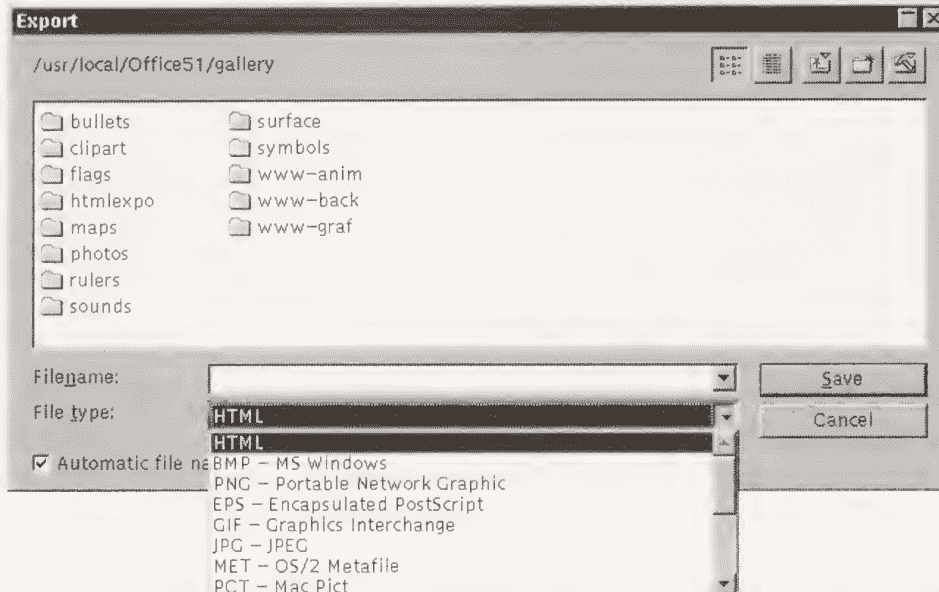 Export
/usr/local/Office51/gallery
bullets
clipart
flags
htmlexpo
maps
photos
rulers
sounds
surface
symbols
www-anim
www-back
www-graf
Filename:
Save
File type:
HTML
Cancel
HTML
Automatic file na
BMP – MS Windows
PNG – Portable Network Graphic
EPS – Encapsulated PostScript
GIF – Graphics Interchange
JPG – JPEG
MET – OS/2 Metafile
PCT – Mac Pict